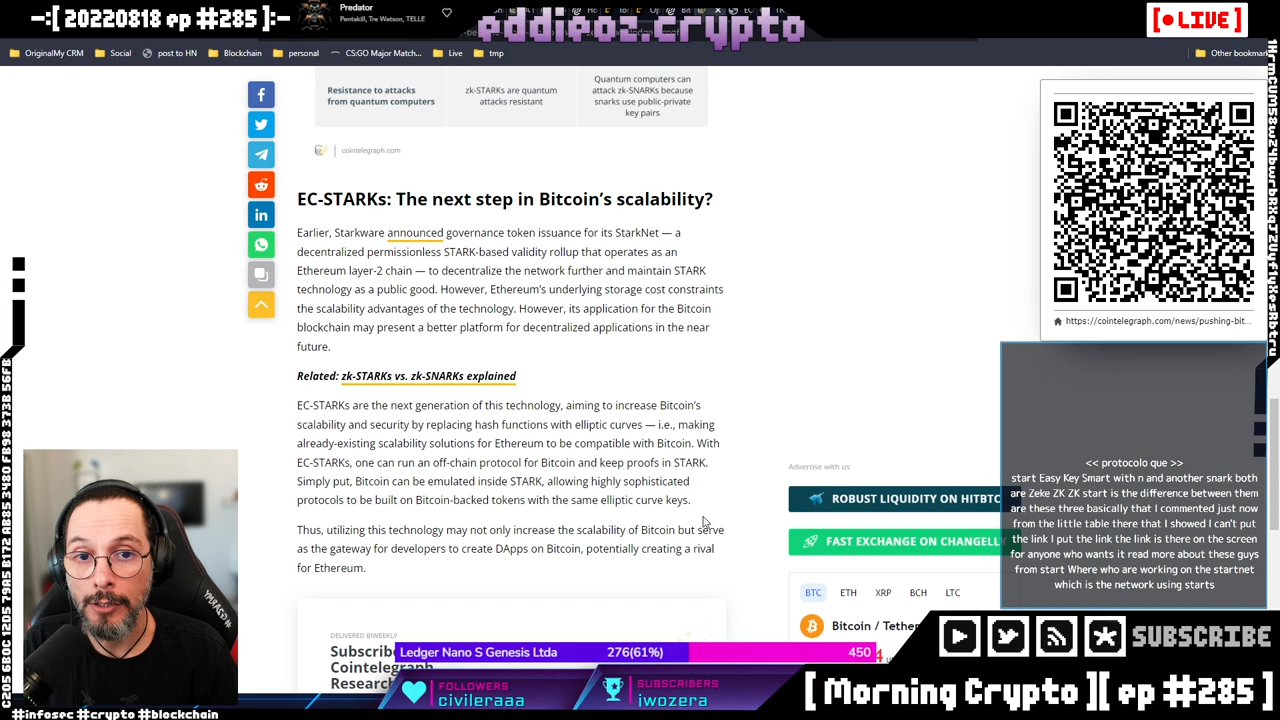 -:[ 20220818 ep #285 ]:-
Predator
Pentakill, Tre Watson, TELLE
eddieoz.crypto
[● LIVE]
OriginalMy CRM
Social
post to HN
Blockchain
personal
CS:GO Major Match...
Live
tmp
Other bookmar
Resistance to attacks
from quantum computers
zk-STARKs are quantum
attacks resistant
Quantum computers can
attack zk-SNARKs because
snarks use public-private
key pairs
cointelegraph.com
EC-STARKs: The next step in Bitcoin's scalability?
Earlier, Starkware announced governance token issuance for its StarkNet — a
decentralized permissionless STARK-based validity rollup that operates as an
Ethereum layer-2 chain — to decentralize the network further and maintain STARK
technology as a public good. However, Ethereum's underlying storage cost constraints
the scalability advantages of the technology. However, its application for the Bitcoin
blockchain may present a better platform for decentralized applications in the near
future.
Related: zk-STARKs vs. zk-SNARKs explained
EC-STARKs are the next generation of this technology, aiming to increase Bitcoin's
scalability and security by replacing hash functions with elliptic curves — i.e., making
already-existing scalability solutions for Ethereum to be compatible with Bitcoin. With
EC-STARKs, one can run an off-chain protocol for Bitcoin and keep proofs in STARK.
Simply put, Bitcoin can be emulated inside STARK, allowing highly sophisticated
protocols to be built on Bitcoin-backed tokens with the same elliptic curve keys.
Thus, utilizing this technology may not only increase the scalability of Bitcoin but serve
as the gateway for developers to create DApps on Bitcoin, potentially creating a rival
for Ethereum.
DELIVERED BIWEEKLY
Subscribe
Cointelegraph
Research
https://cointelegraph.com/news/pushing-bit...
<< protocolo que >>
start Easy Key Smart with n and another snark both
are Zeke ZK ZK start is the difference between them
are these three basically that I commented just now
from the little table there that I showed I can't put
the link I put the link the link is there on the screen
for anyone who wants it read more about these guys
from start Where who are working on the startnet
which is the network using starts
Advertise with us
ROBUST LIQUIDITY ON HITBTC
FAST EXCHANGE ON CHANGELL
BTC
ETH
XRP
BCH
LTC
Bitcoin / Tether
Ledger Nano S Genesis Ltda
276(61%)
450
FOLLOWERS
civileraaa
SUBSCRIBERS
iwozera
SUBSCRIBE
[ Morning Crypto ][ ep #285 ]
infosec #crypto #blockchain